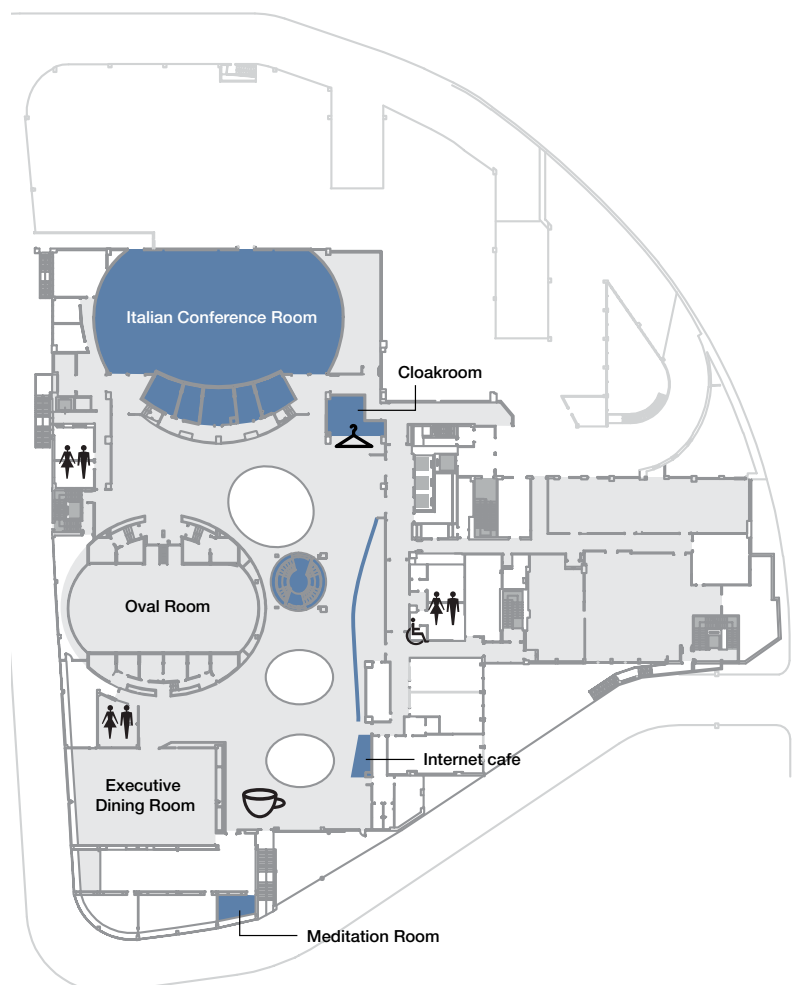 Italian Conference Room
Cloakroom
Oval Room
Internet cafe
Executive
Dining Room
Meditation Room